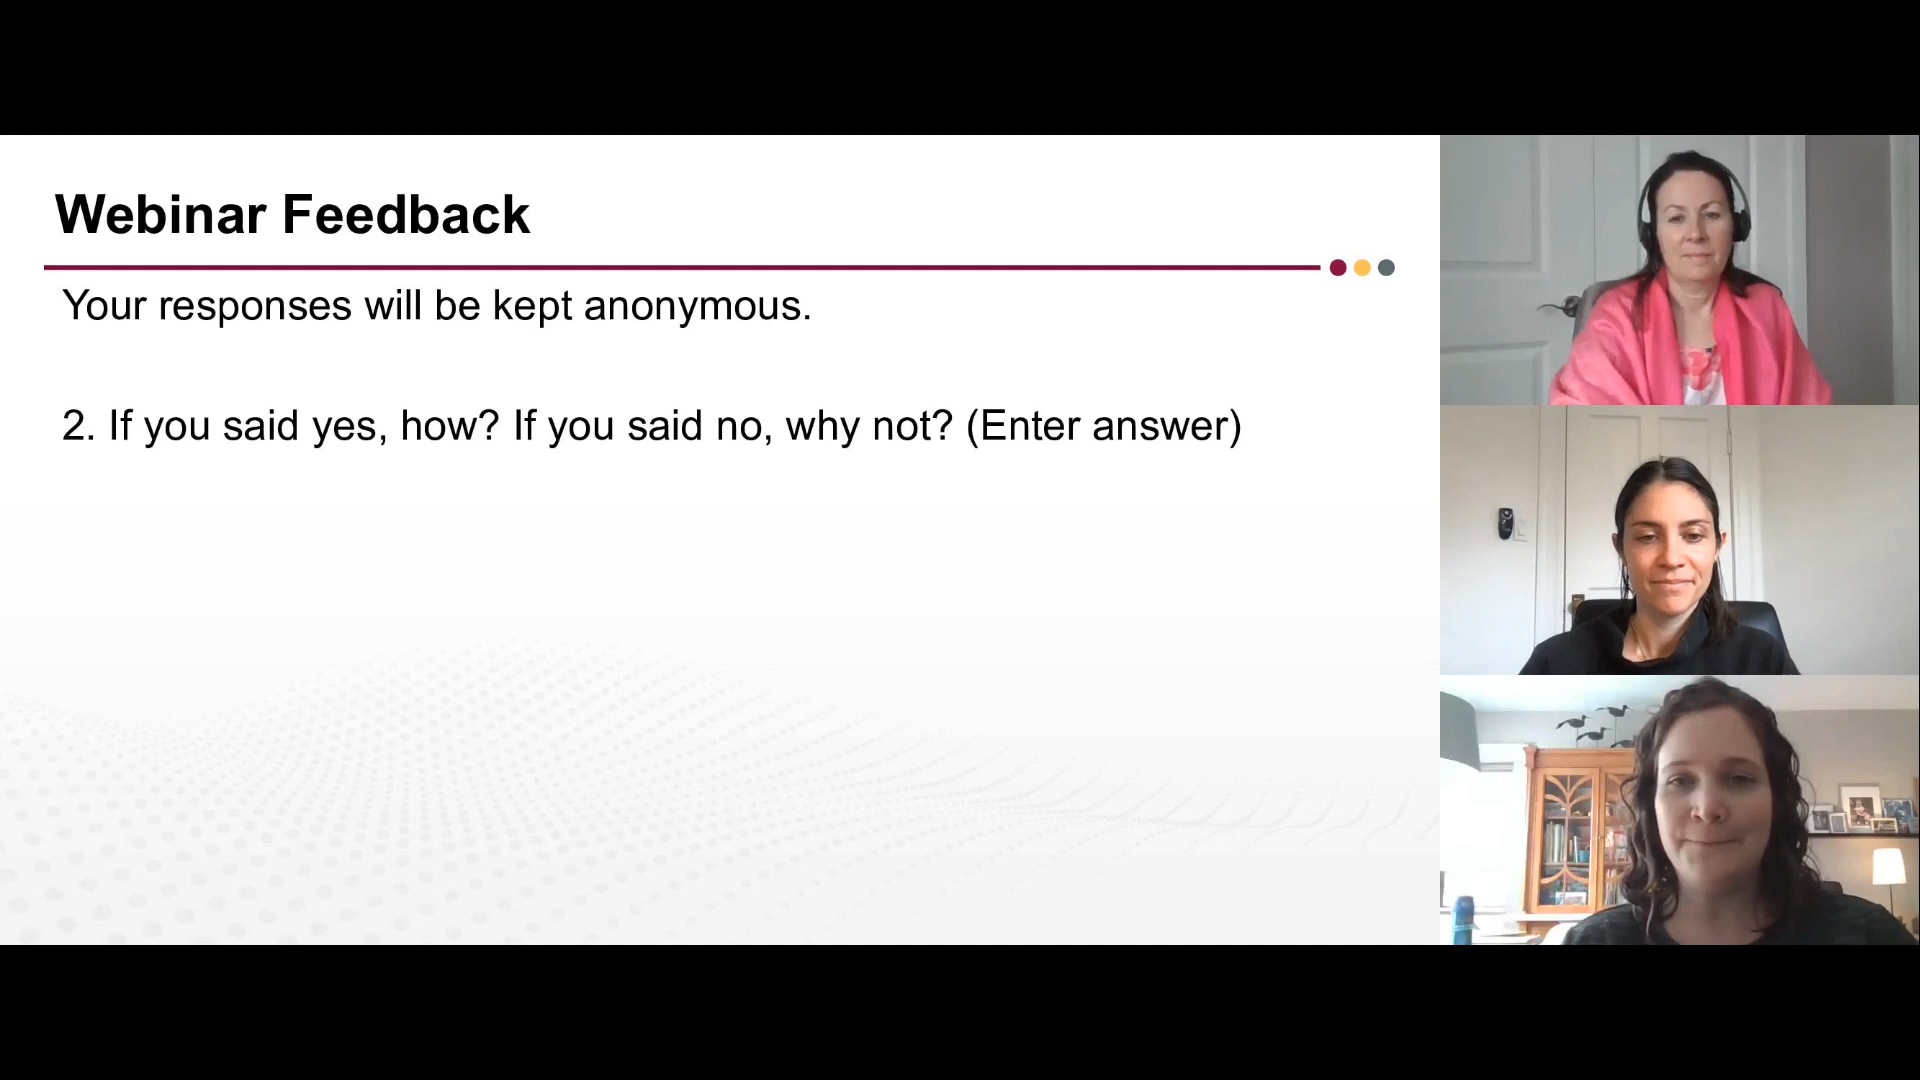 Webinar Feedback
Your responses will be kept anonymous.
2. If you said yes, how? If you said no, why not? (Enter answer)